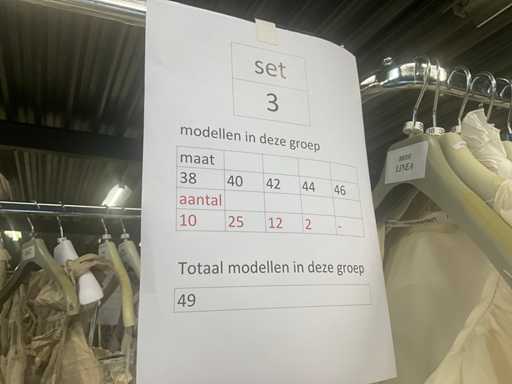 set
3
modellen in deze groep
maat
38 40 42 44 46
aantal
10 25 12 2 -
Totaal modellen in deze groep
49
LINEA